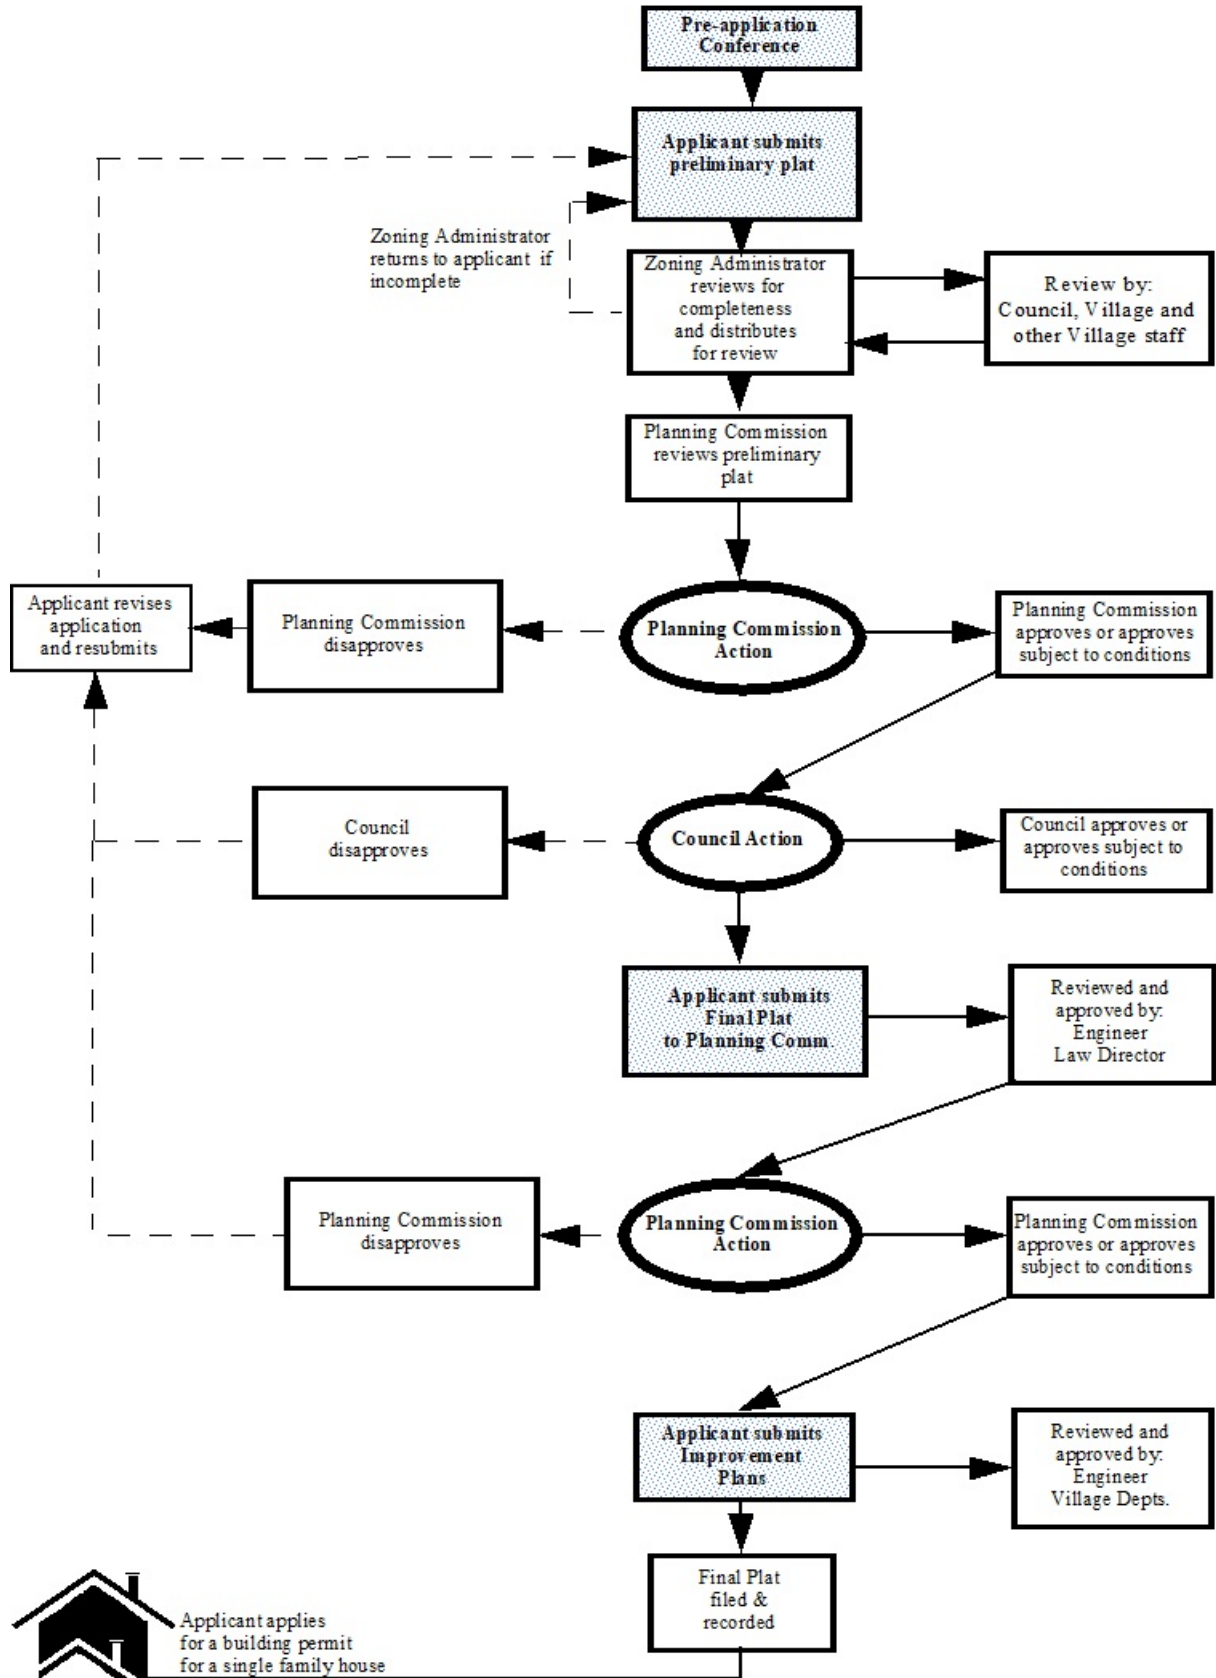 Pre-application
Conference
Applicant submits
preliminary plat
Zoning Administrator
returns to applicant if
incomplete
Zoning Administrator
reviews for
completeness
and distributes
for review
Review by:
Council, Village and
other Village staff
Planning Commission
reviews preliminary
plat
Applicant revises
application
and resubmits
Planning Commission
disapproves
Planning Commission
Action
Planning Commission
approves or approves
subject to conditions
Council
disapproves
Council Action
Council approves or
approves subject to
conditions
Applicant submits
Final Plat
to Planning Comm.
Reviewed and
approved by:
Engineer
Law Director
Planning Commission
disapproves
Planning Commission
Action
Planning Commission
approves or approves
subject to conditions
Applicant submits
Improvement
Plans
Reviewed and
approved by:
Engineer
Village Depts.
Final Plat
filed &
recorded
Applicant applies
for a building permit
for a single family house